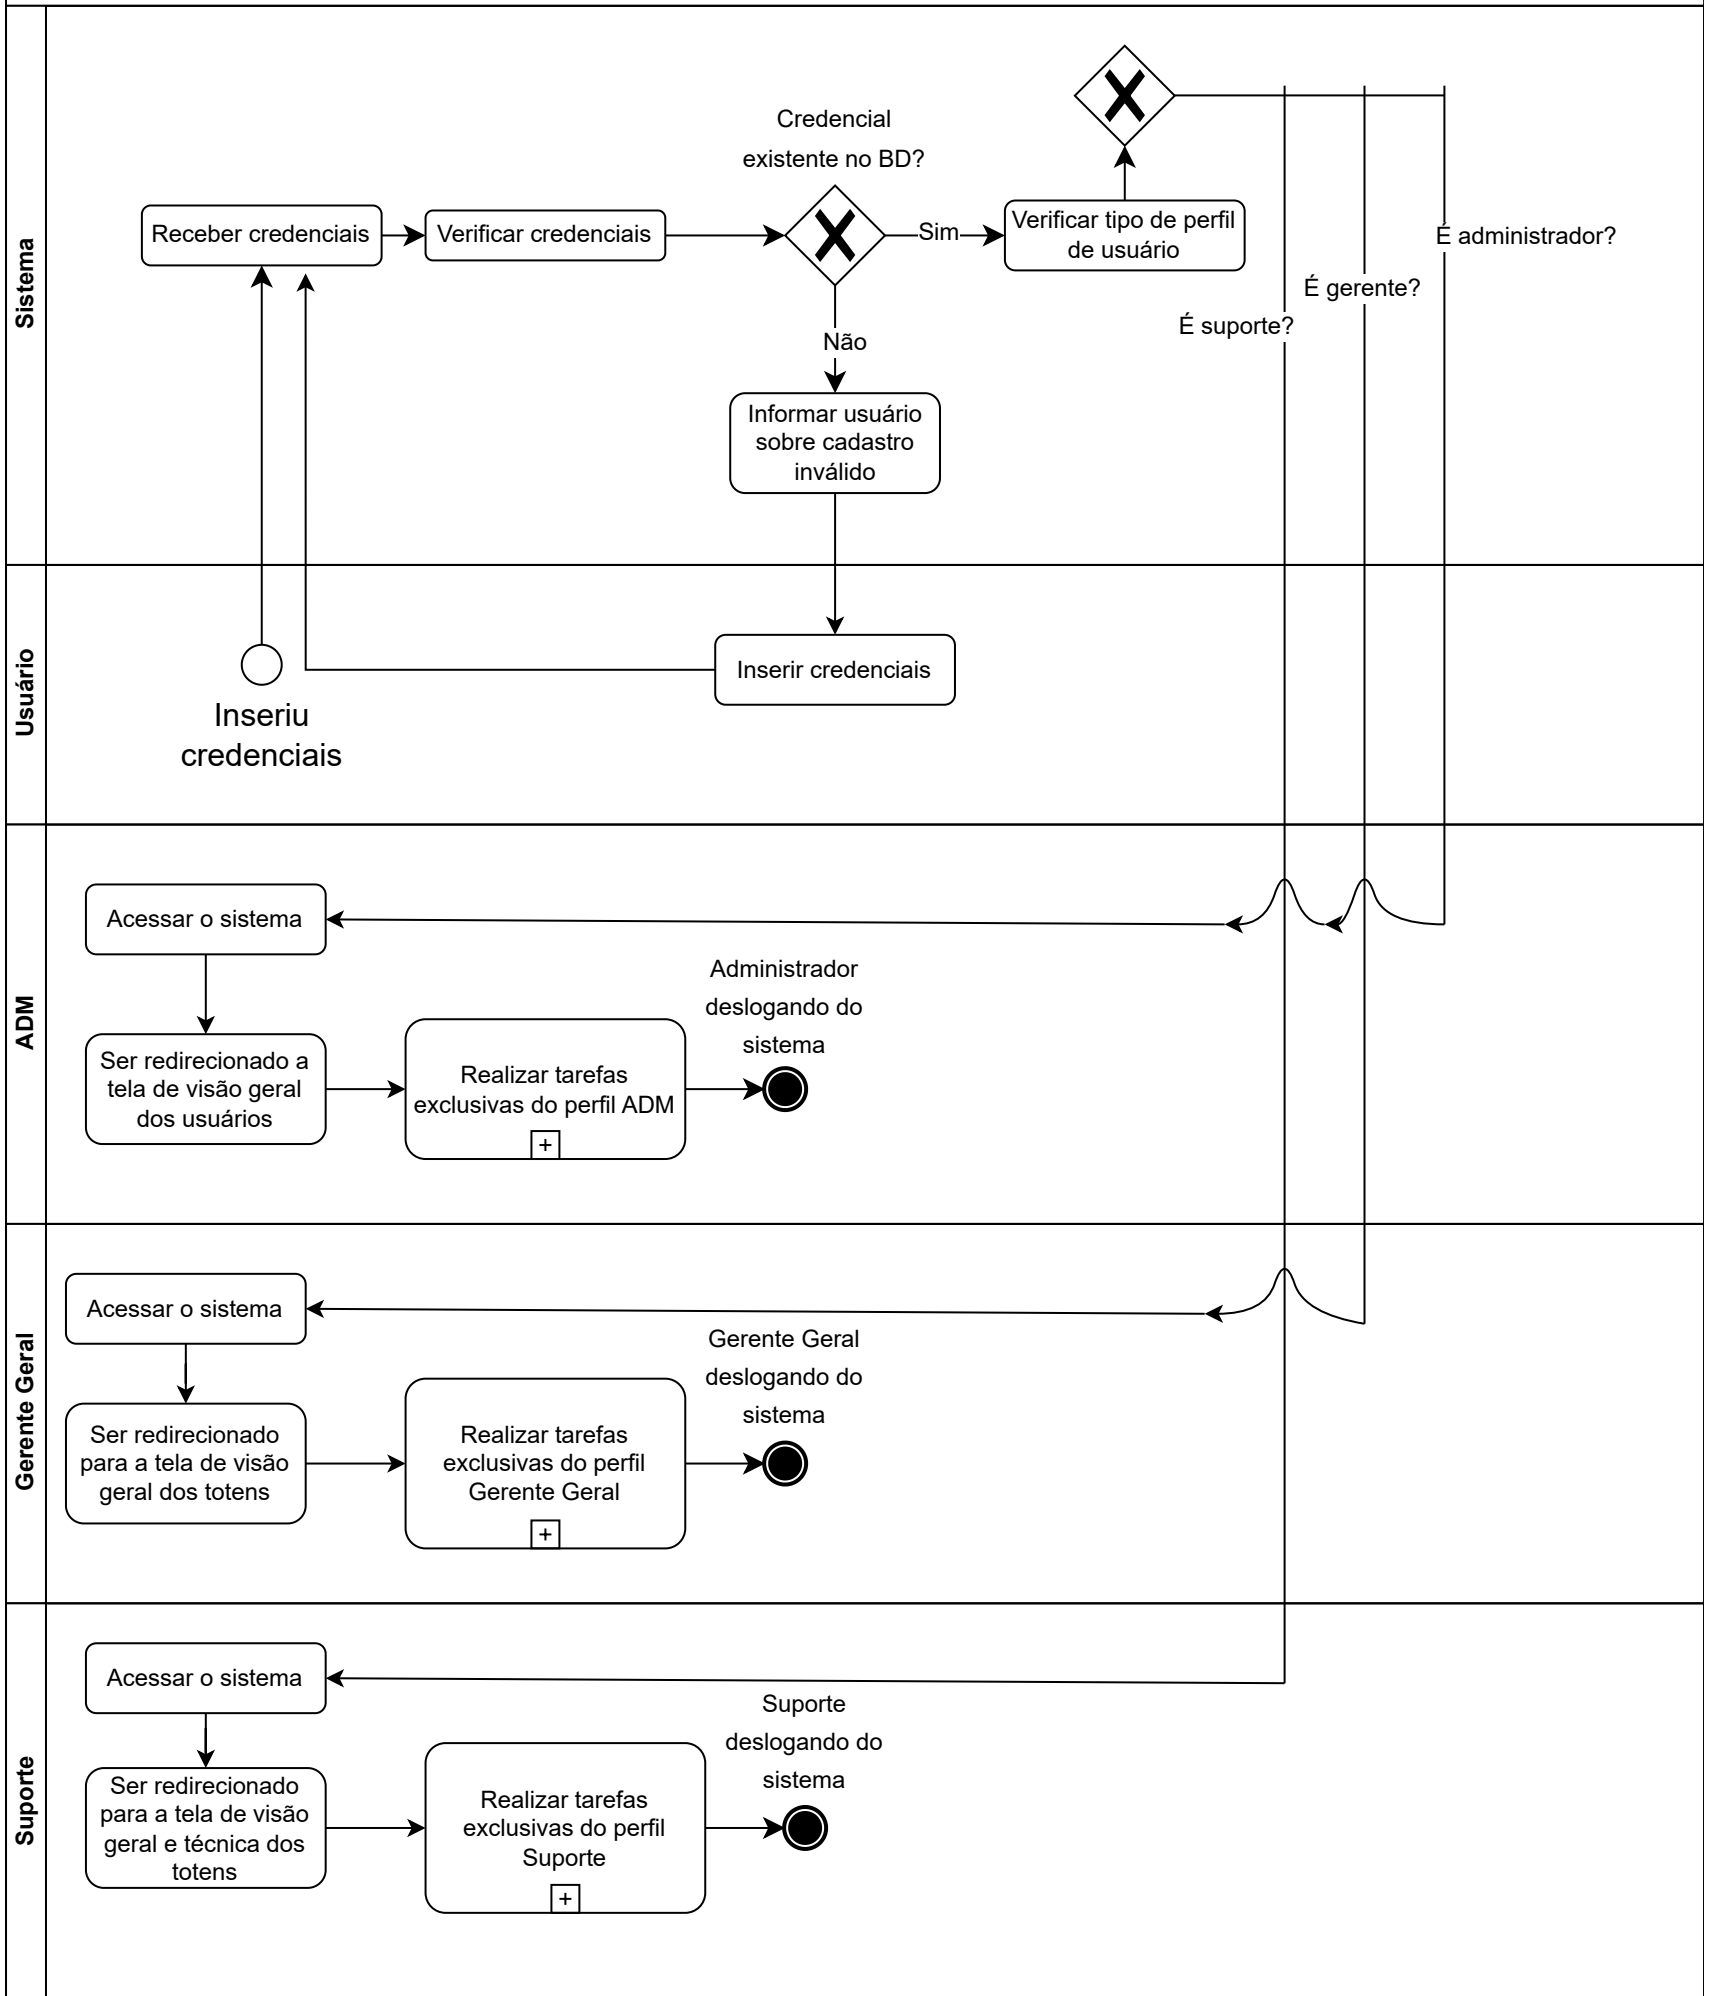 Sistema
Credencial
existente no BD?
Receber credenciais
Verificar credenciais
Sim
Verificar tipo de perfil
de usuário
É administrador?
É gerente?
É suporte?
Não
Informar usuário
sobre cadastro
inválido
Usuário
Inserir credenciais
Inseriu
credenciais
ADM
Acessar o sistema
Administrador
deslogando do
sistema
Ser redirecionado a
tela de visão geral
dos usuários
Realizar tarefas
exclusivas do perfil ADM
+
Gerente Geral
Acessar o sistema
Gerente Geral
deslogando do
sistema
Ser redirecionado
para a tela de visão
geral dos totens
Realizar tarefas
exclusivas do perfil
Gerente Geral
+
Suporte
Acessar o sistema
Suporte
deslogando do
sistema
Ser redirecionado
para a tela de visão
geral e técnica dos
totens
Realizar tarefas
exclusivas do perfil
Suporte
+